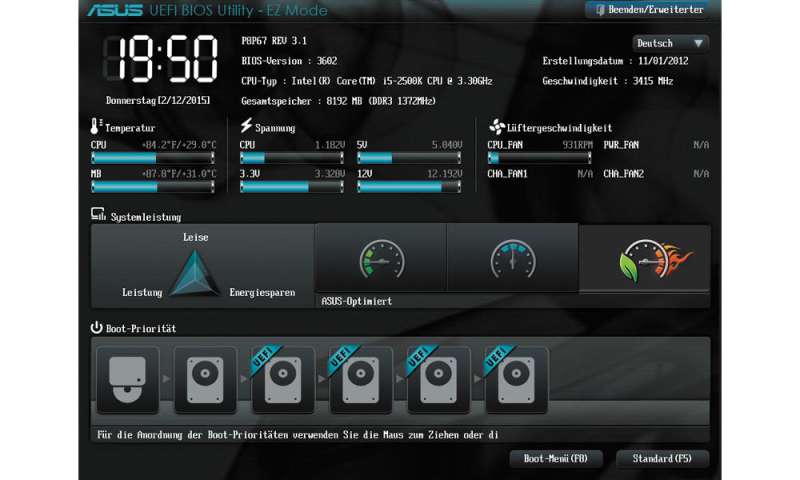 ASUS UEFI BIOS Utility - EZ Mode
Beenden/Erweiterter
19:50
Donnerstag[2/12/2015]
P8P67 REV 3.1
BIOS-Version : 3602
CPU-Typ : Intel(R) Core(TM) i5-2500K CPU @ 3.30GHz
Gesamtspeicher : 8192 MB (DDR3 1372MHz)
Deutsch
Erstellungsdatum : 11/01/2012
Geschwindigkeit : 3415 MHz
Temperatur
CPU +84.2°F/+29.0°C
MB +87.8°F/+31.0°C
Spannung
CPU 1.182V 5V 5.040V
3.3V 3.328V 12V 12.192V
Lüftergeschwindigkeit
CPU_FAN 931RPM PWR_FAN N/A
CHA_FAN1 N/A CHA_FAN2 N/A
Systemleistung
Leise
Leistung
Energiesparen
ASUS-Optimiert
Boot-Priorität
UEFI
UEFI
UEFI
UEFI
Für die Anordnung der Boot-Prioritäten verwenden Sie die Maus zum Ziehen oder di
Boot-Menü(F8)
Standard(F5)